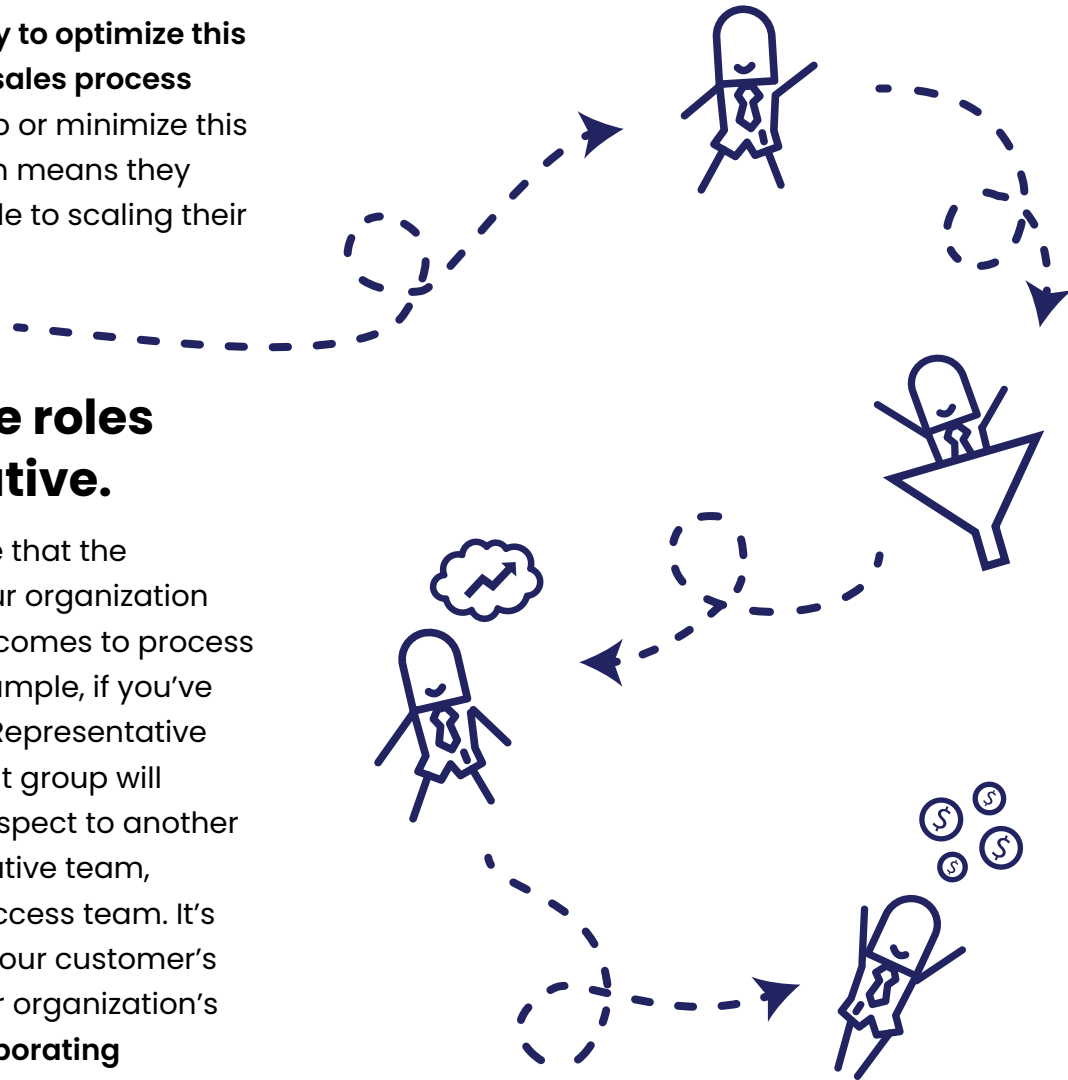 y to optimize this
sales process
p or minimize this
n means they
le to scaling their
e roles
ative.
e that the
ur organization
comes to process
ample, if you’ve
Representative
t group will
spect to another
ative team,
ccess team. It’s
our customer’s
r organization’s
porating
$
$
$
$